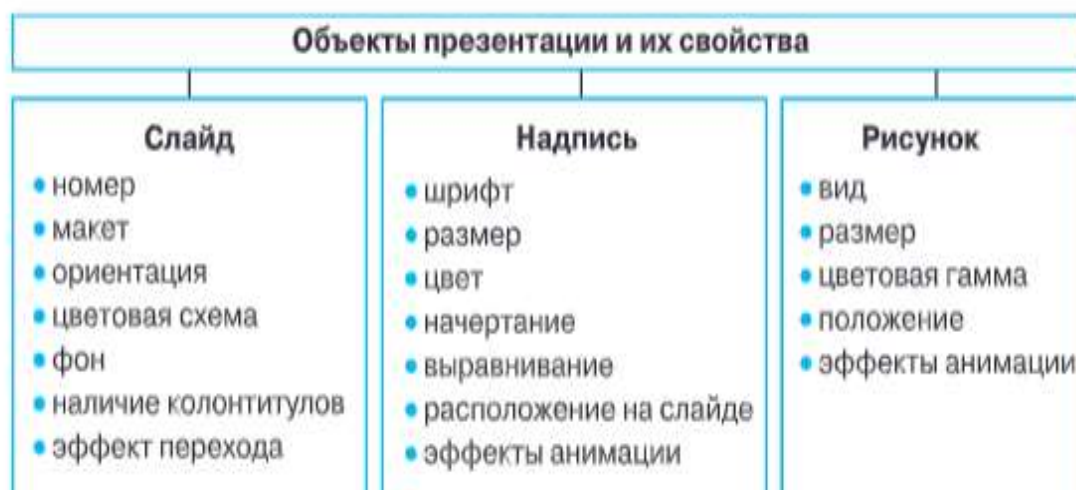 Объекты презентации и их свойства
Слайд
• номер
• макет
• ориентация
• цветовая схема
• фон
• наличие колонтитулов
• эффект перехода
Надпись
• шрифт
• размер
• цвет
• начертание
• выравнивание
• расположение на слайде
• эффекты анимации
Рисунок
• вид
• размер
• цветовая гамма
• положение
• эффекты анимации